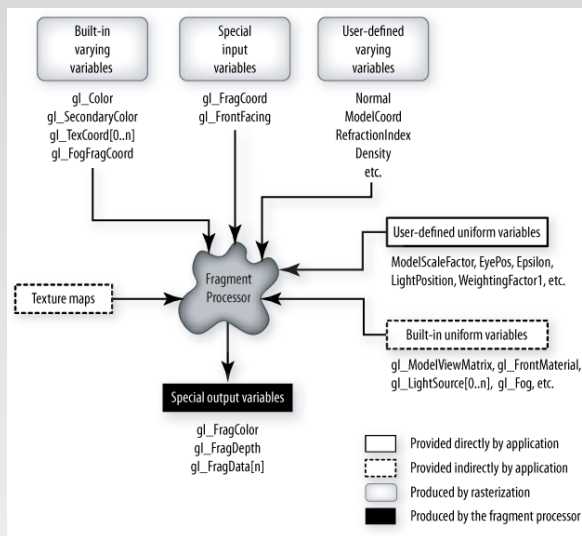 Built-in
varying
variables
gl_Color
gl_SecondaryColor
gl_TexCoord[0..n]
gl_FogFragCoord
Special
input
variables
gl_FragCoord
gl_FrontFacing
User-defined
varying
variables
Normal
ModelCoord
RefractionIndex
Density
etc.
User-defined uniform variables
ModelScaleFactor, EyePos, Epsilon,
LightPosition, WeightingFactor1, etc.
Fragment
Processor
Texture maps
Built-in uniform variables
gl_ModelViewMatrix, gl_FrontMaterial,
gl_LightSource[0..n], gl_Fog, etc.
Special output variables
gl_FragColor
gl_FragDepth
gl_FragData[n]
Provided directly by application
Provided indirectly by application
Produced by rasterization
Produced by the fragment processor